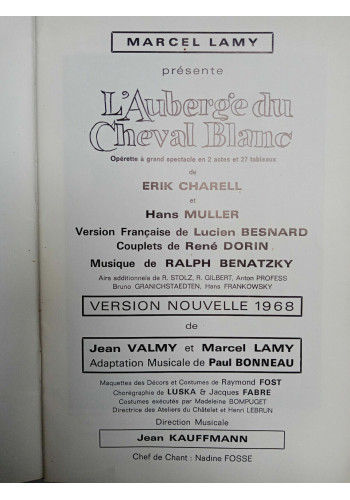 MARCEL LAMY
présente
L'Auberge du
Cheval Blanc
Opérette à grand spectacle en 2 actes et 27 tableaux
de
ERIK CHARELL
et
Hans MULLER
Version Française de Lucien BESNARD
Couplets de René DORIN
Musique de RALPH BENATZKY
Airs additionnels de R. STOLZ, R. GILBERT, Anton PROFESS
Bruno GRANICHSTAEDTEN, Hans FRANKOWSKY
VERSION NOUVELLE 1968
de
Jean VALMY et Marcel LAMY
Adaptation Musicale de Paul BONNEAU
Maquettes des Décors et Costumes de Raymond FOST
Chorégraphie de LUSKA & Jacques FABRE
Costumes exécutés par Madeleine BOMPUGET
Directrice des Ateliers du Châtelet et Henri LEBRUN
Direction Musicale
Jean KAUFFMANN
Chef de Chant : Nadine FOSSE